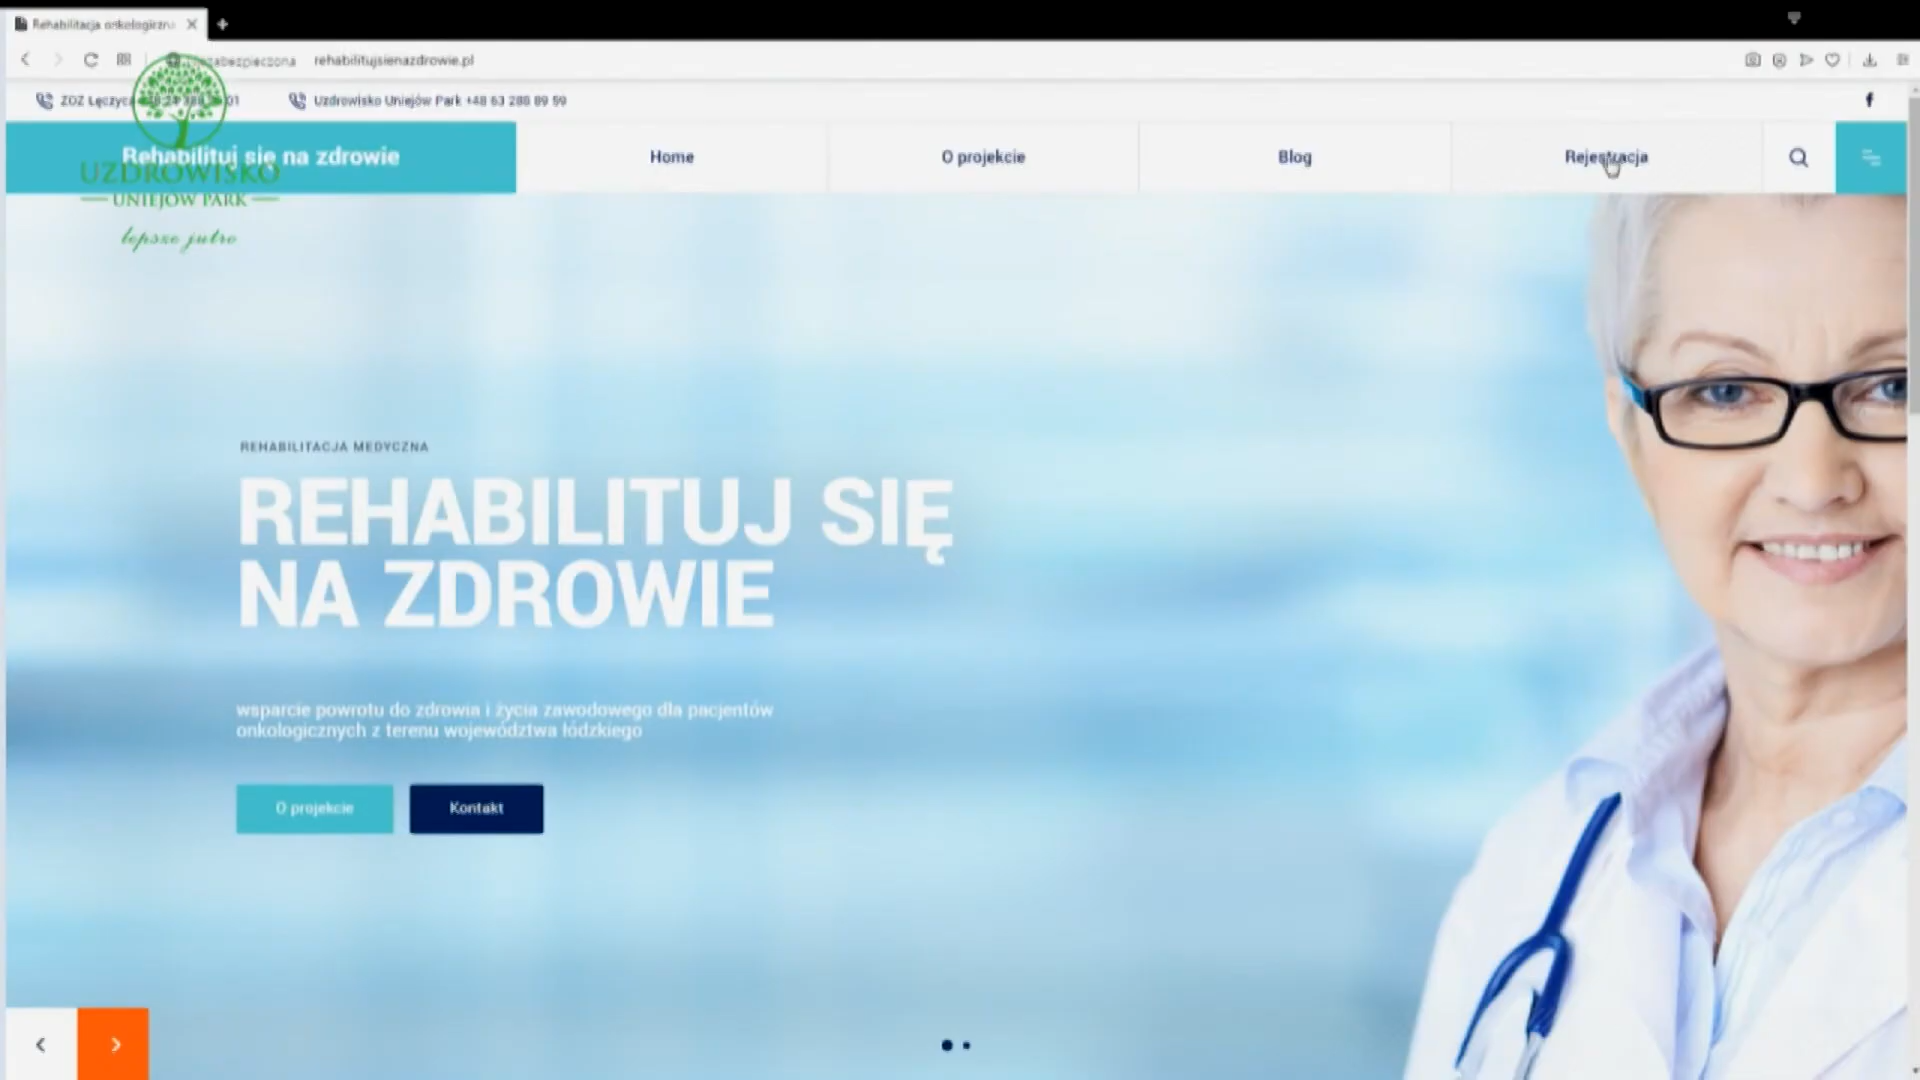 Rehabilitacja onkologiczna
rehabilitujsienazdrowie.pl
ZOZ Łęczyca
Uzdrowisko Uniejów Park +48 63 288 89 59
Rehabilituj się na zdrowie
Home
O projekcie
Blog
Rejestracja
UZDROWISKO
UNIEJÓW PARK
lepsze jutro
REHABILITACJA MEDYCZNA
REHABILITUJ SIĘ
NA ZDROWIE
wsparcie powrotu do zdrowia i życia zawodowego dla pacjentów
onkologicznych z terenu województwa łódzkiego
O projekcie
Kontakt